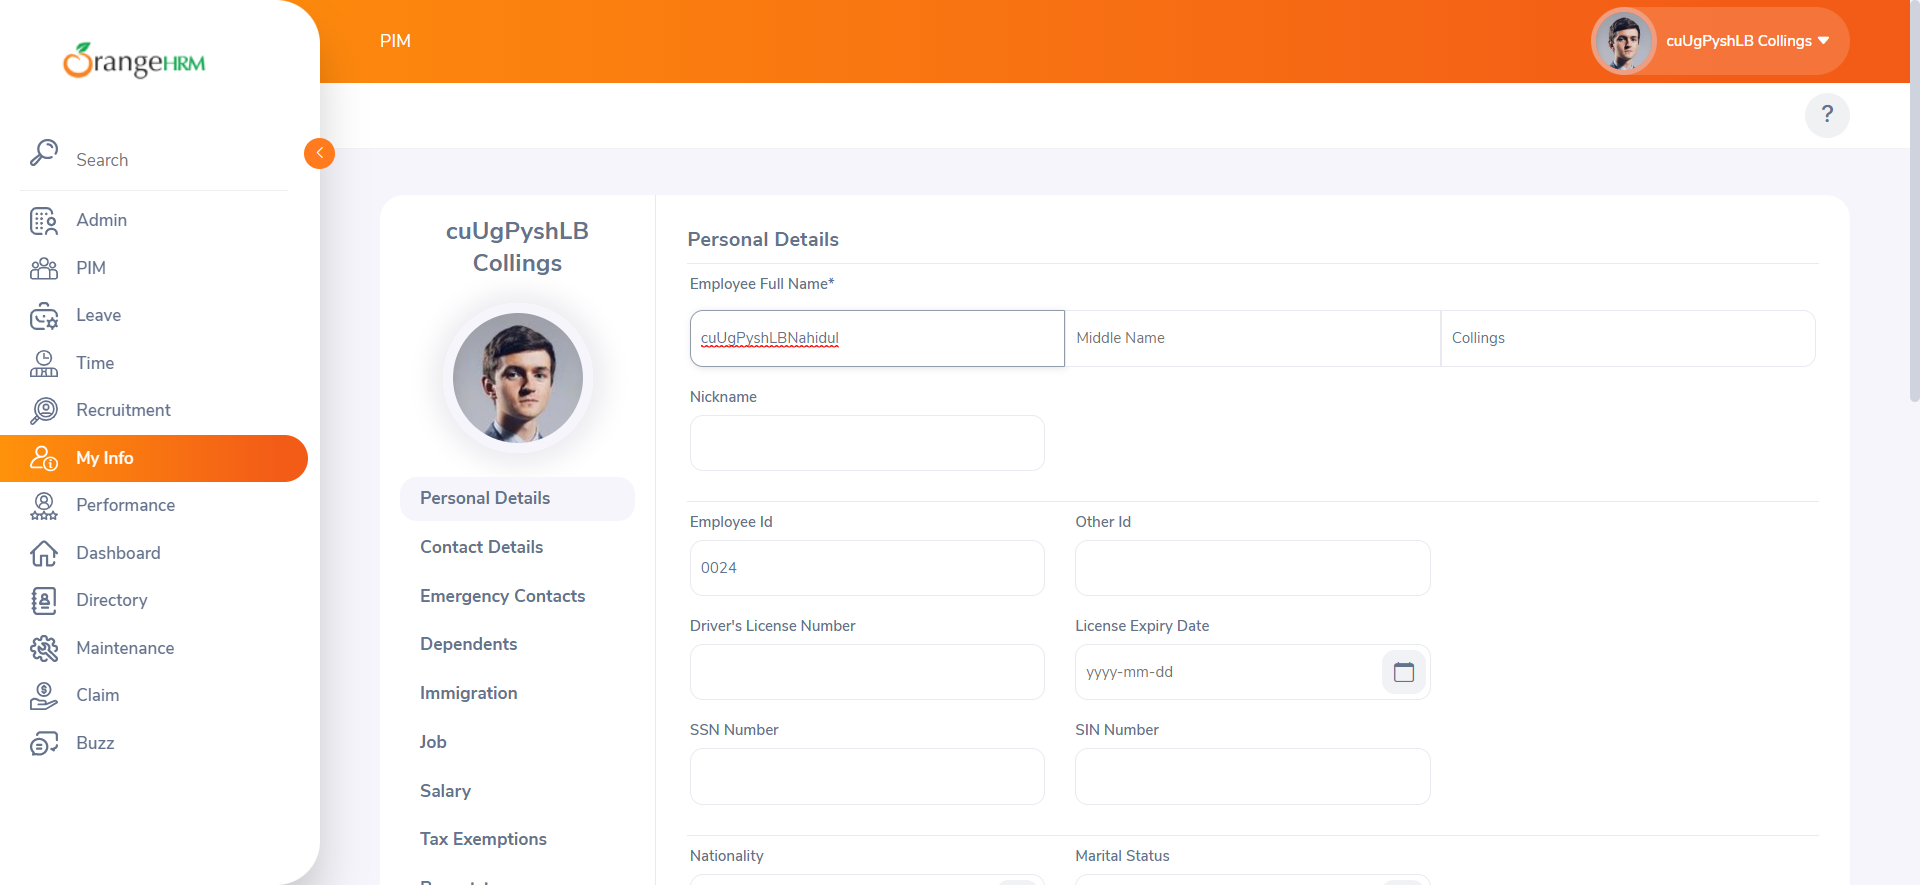 OrangeHRM
PIM
cuUgPyshLB Collings
?
Search
Admin
PIM
Leave
Time
Recruitment
My Info
Performance
Dashboard
Directory
Maintenance
Claim
Buzz
cuUgPyshLB
Collings
Personal Details
Contact Details
Emergency Contacts
Dependents
Immigration
Job
Salary
Tax Exemptions
Personal Details
Employee Full Name*
cuUgPyshLBNahidul
Middle Name
Collings
Nickname
Employee Id
Other Id
0024
Driver's License Number
License Expiry Date
yyyy-mm-dd
SSN Number
SIN Number
Nationality
Marital Status